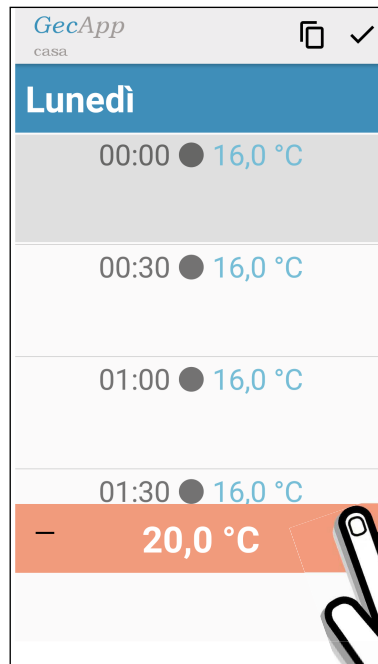 GecApp
casa
Lunedì
00:00 16,0 °C
00:30 16,0 °C
01:00 16,0 °C
01:30 16,0 °C
– 20,0 °C